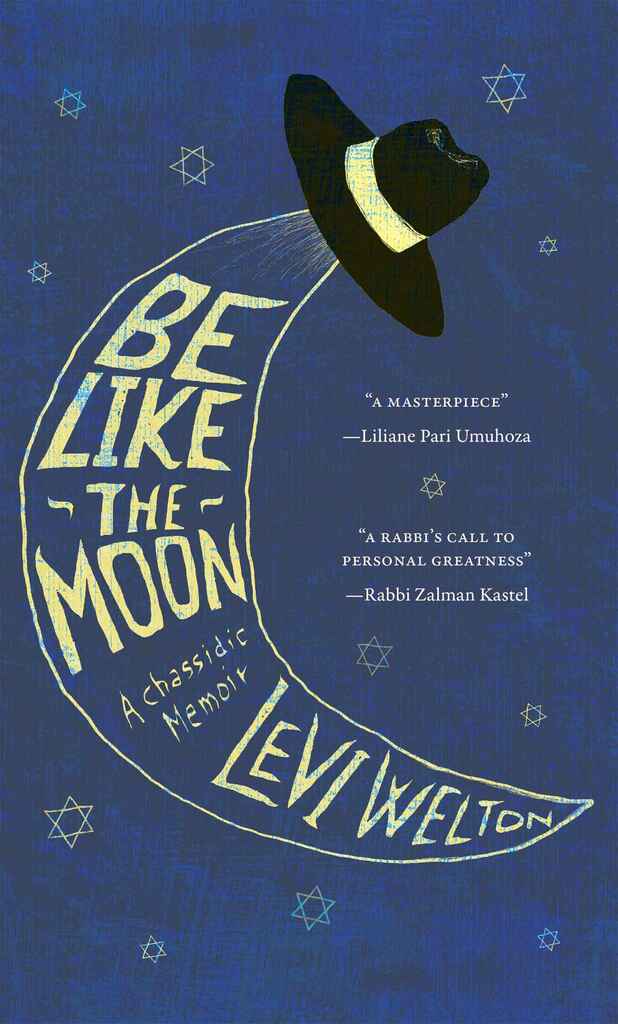 BE
LIKE
THE
MOON
A chassidic
Memoir
LEVI WELTON
“A MASTERPIECE”
—Liliane Pari Umuhoza
“A RABBI’S CALL TO
PERSONAL GREATNESS”
—Rabbi Zalman Kastel